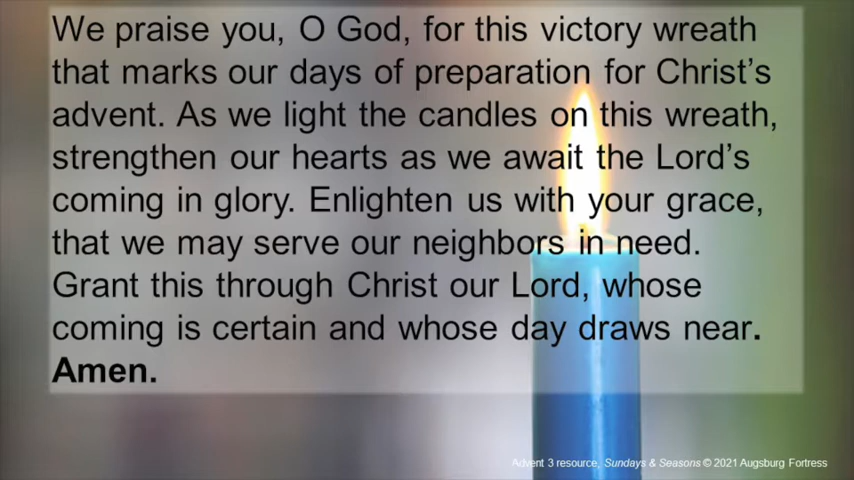 We praise you, O God, for this victory wreath
that marks our days of preparation for Christ's
advent. As we light the candles on this wreath,
strengthen our hearts as we await the Lord's
coming in glory. Enlighten us with your grace,
that we may serve our neighbors in need.
Grant this through Christ our Lord, whose
coming is certain and whose day draws near.
Amen.
Advent 3 resource, Sundays & Seasons © 2021 Augsburg Fortress